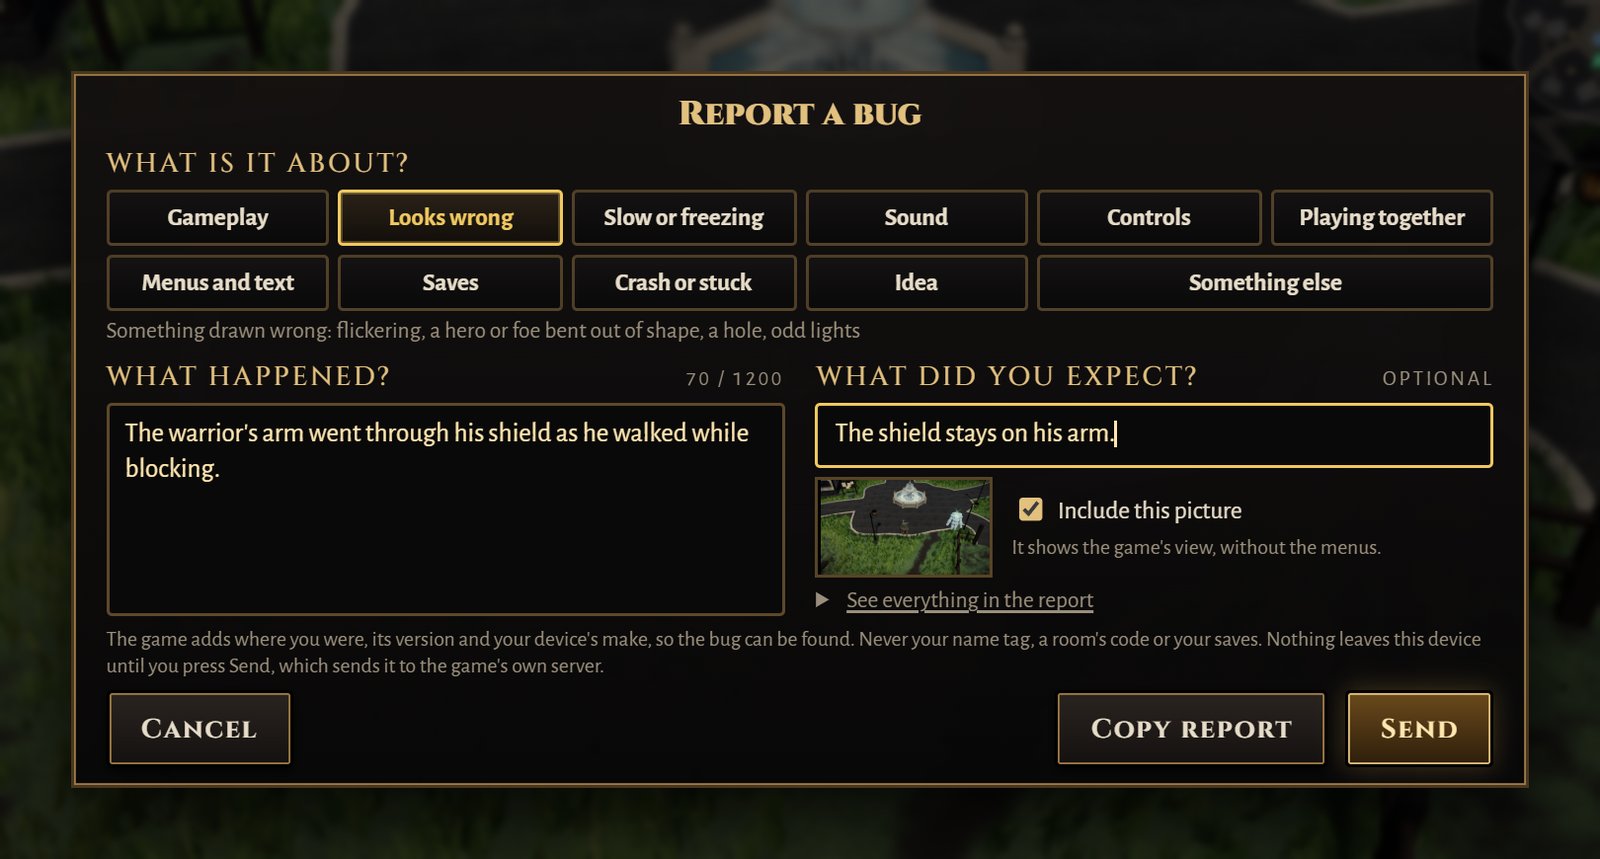 REPORT A BUG
WHAT IS IT ABOUT?
Gameplay
Looks wrong
Slow or freezing
Sound
Controls
Playing together
Menus and text
Saves
Crash or stuck
Idea
Something else
Something drawn wrong: flickering, a hero or foe bent out of shape, a hole, odd lights
WHAT HAPPENED?
70 / 1200
The warrior's arm went through his shield as he walked while
blocking.
WHAT DID YOU EXPECT?
OPTIONAL
The shield stays on his arm.
Include this picture
It shows the game's view, without the menus.
See everything in the report
The game adds where you were, its version and your device's make, so the bug can be found. Never your name tag, a room's code or your saves. Nothing leaves this device
until you press Send, which sends it to the game's own server.
CANCEL
COPY REPORT
SEND